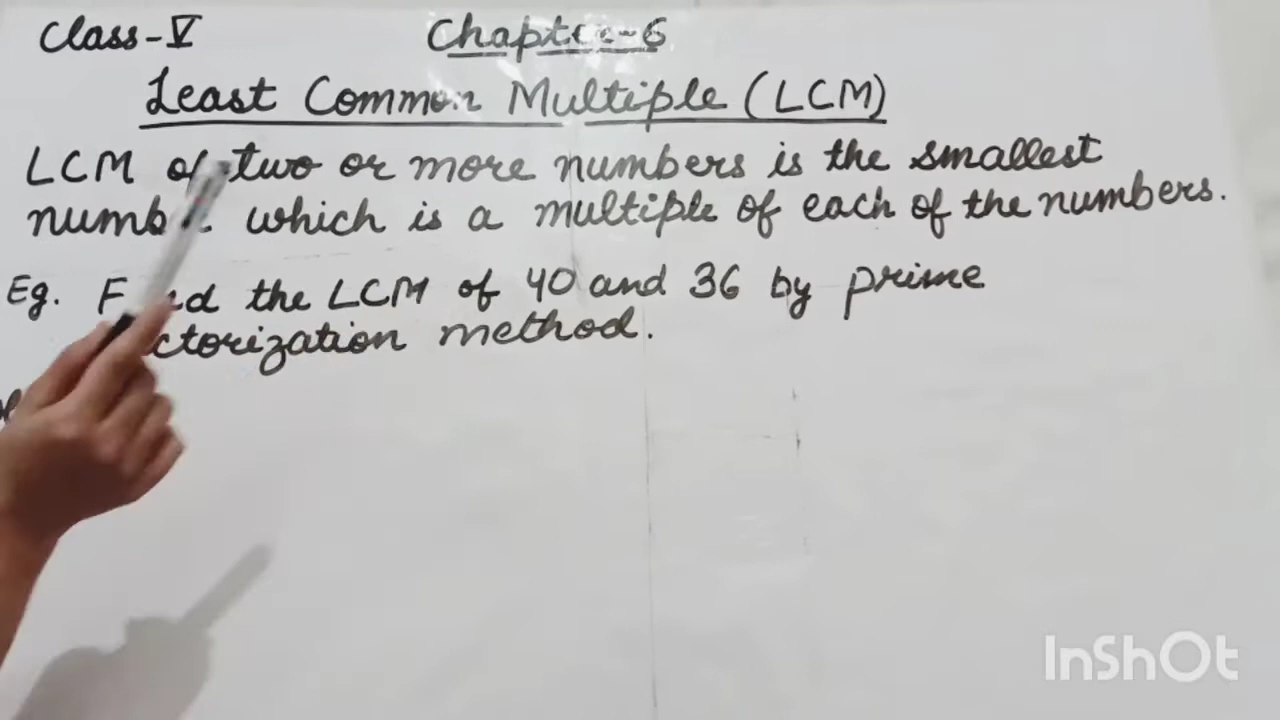 Class-V Chapter-6
Least Common Multiple (LCM)
LCM of two or more numbers is the smallest
which is a multiple of each of the numbers.
Eg. the LCM of 40 and 36 by prime
method.
InShOt